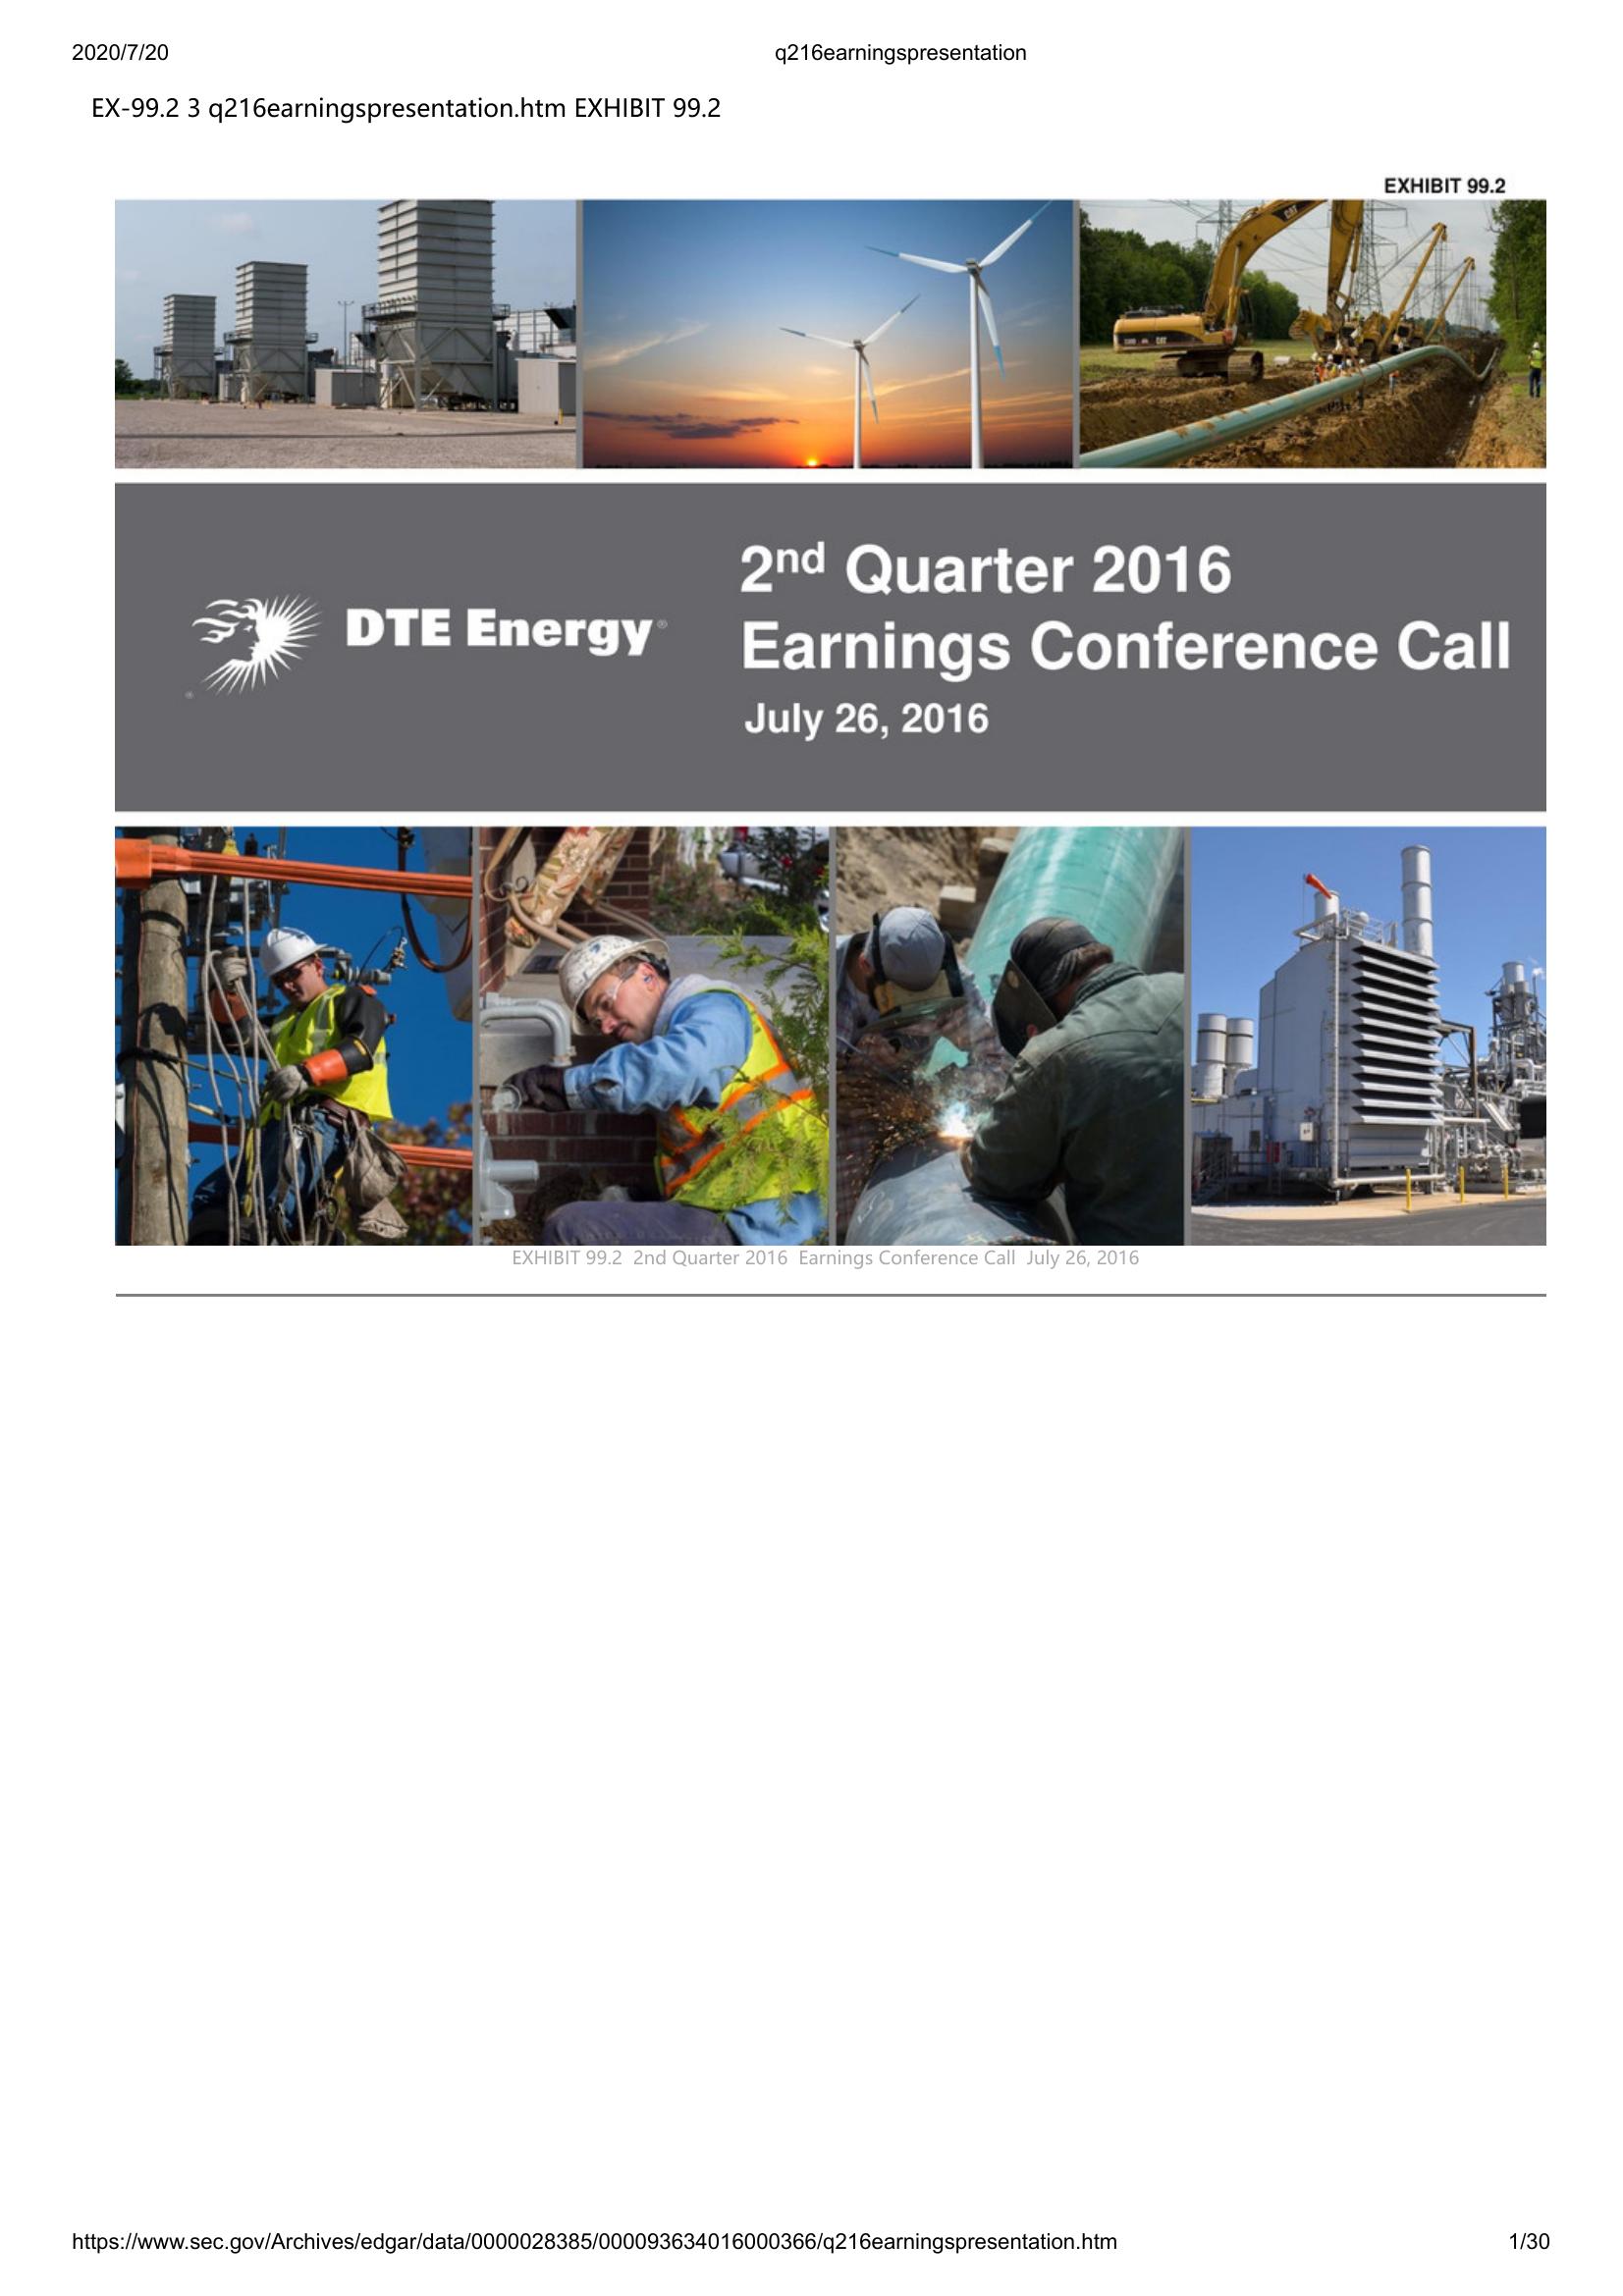 2020/7/20
q216earningspresentation
EX-99.2 3 q216earningspresentation.htm EXHIBIT 99.2
EXHIBIT 99.2
2nd Quarter 2016
Earnings Conference Call
July 26, 2016
DTE Energy®
EXHIBIT 99.2 2nd Quarter 2016 Earnings Conference Call July 26, 2016
https://www.sec.gov/Archives/edgar/data/0000028385/000093634016000366/q216earningspresentation.htm
1/30